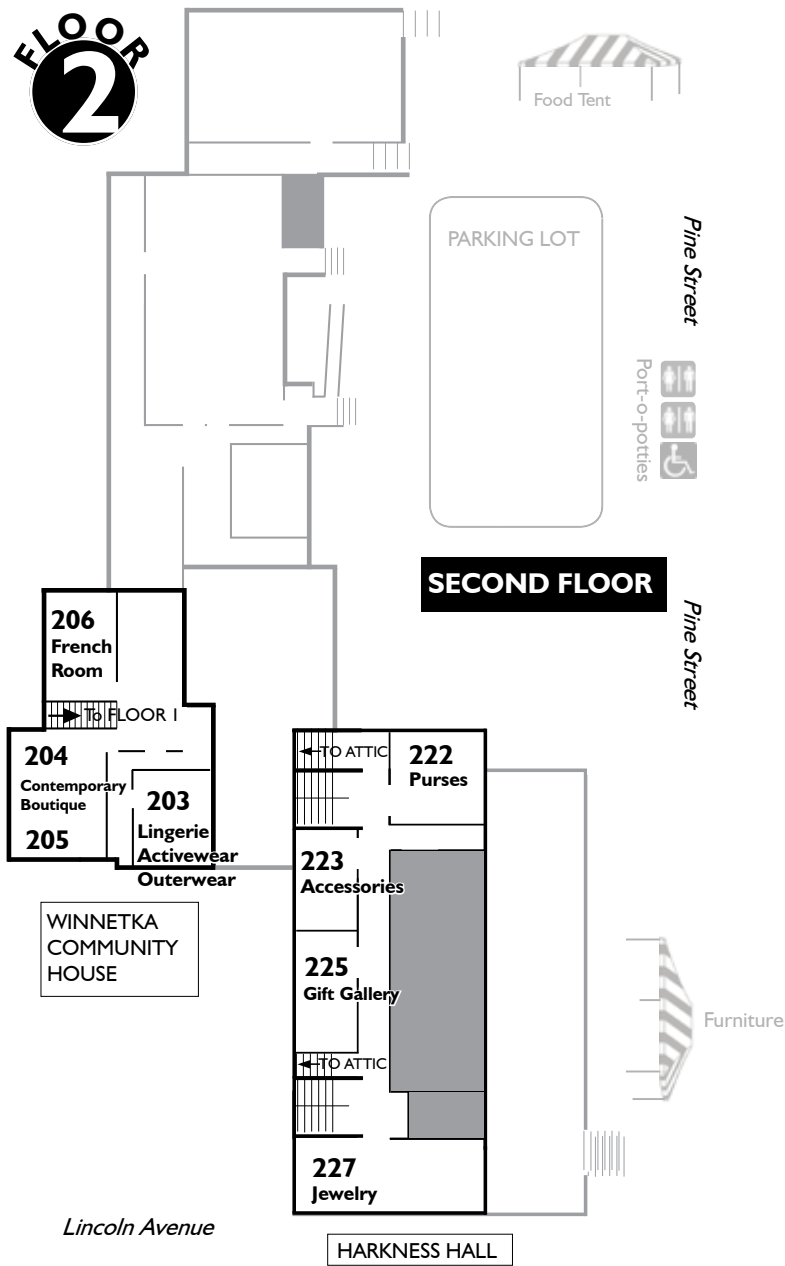 FLOOR
2
Food Tent
PARKING LOT
Pine Street
Port-o-potties
SECOND FLOOR
Pine Street
206
French
Room
To FLOOR 1
204
Contemporary
Boutique
205
203
Lingerie
Activewear
Outerwear
WINNETKA
COMMUNITY
HOUSE
TO ATTIC
222
Purses
223
Accessories
225
Gift Gallery
TO ATTIC
227
Jewelry
Furniture
Lincoln Avenue
HARKNESS HALL